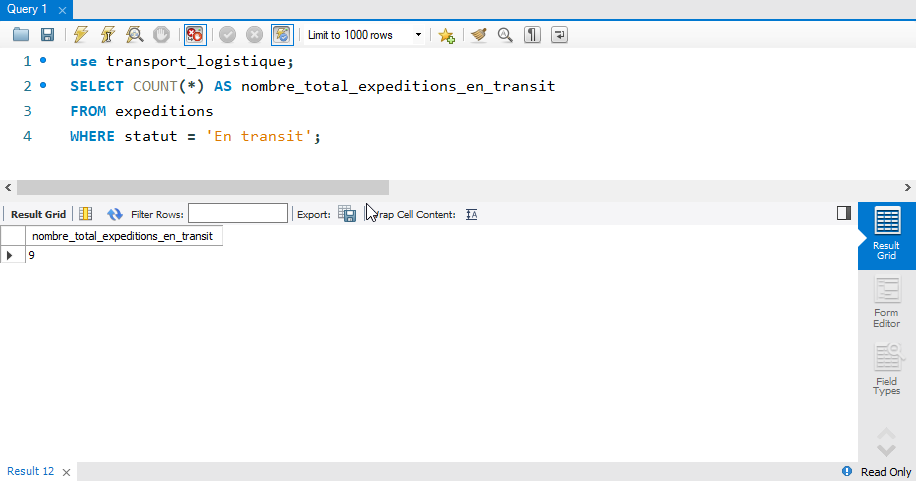 Query 1
Limit to 1000 rows
1 use transport_logistique;
2 SELECT COUNT(*) AS nombre_total_expeditions_en_transit
3 FROM expeditions
4 WHERE statut = 'En transit';
Result Grid Filter Rows: Export: Wrap Cell Content:
nombre_total_expeditions_en_transit
9
Result
Grid
Form
Editor
Field
Types
Result 12
Read Only